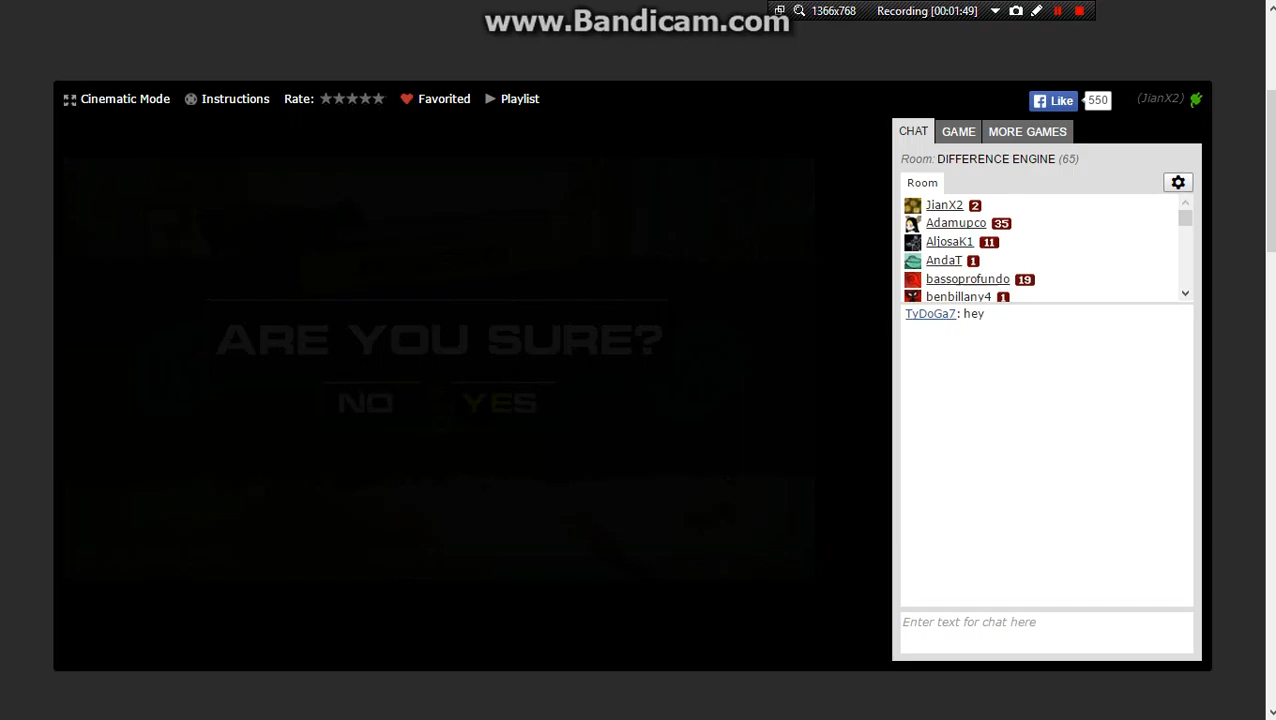 www.Bandicam.com
1366x768 Recording [00:01:49]
Cinematic Mode Instructions Rate: Favorited Playlist
Like 550 (JianX2)
CHAT GAME MORE GAMES
Room: DIFFERENCE ENGINE (65)
Room
JianX2 2
Adamupco 35
AljosaK1 11
AndaT 1
bassoprofundo 19
benbillany4 1
TyDoGa7: hey
ARE YOU SURE?
NO YES
Enter text for chat here